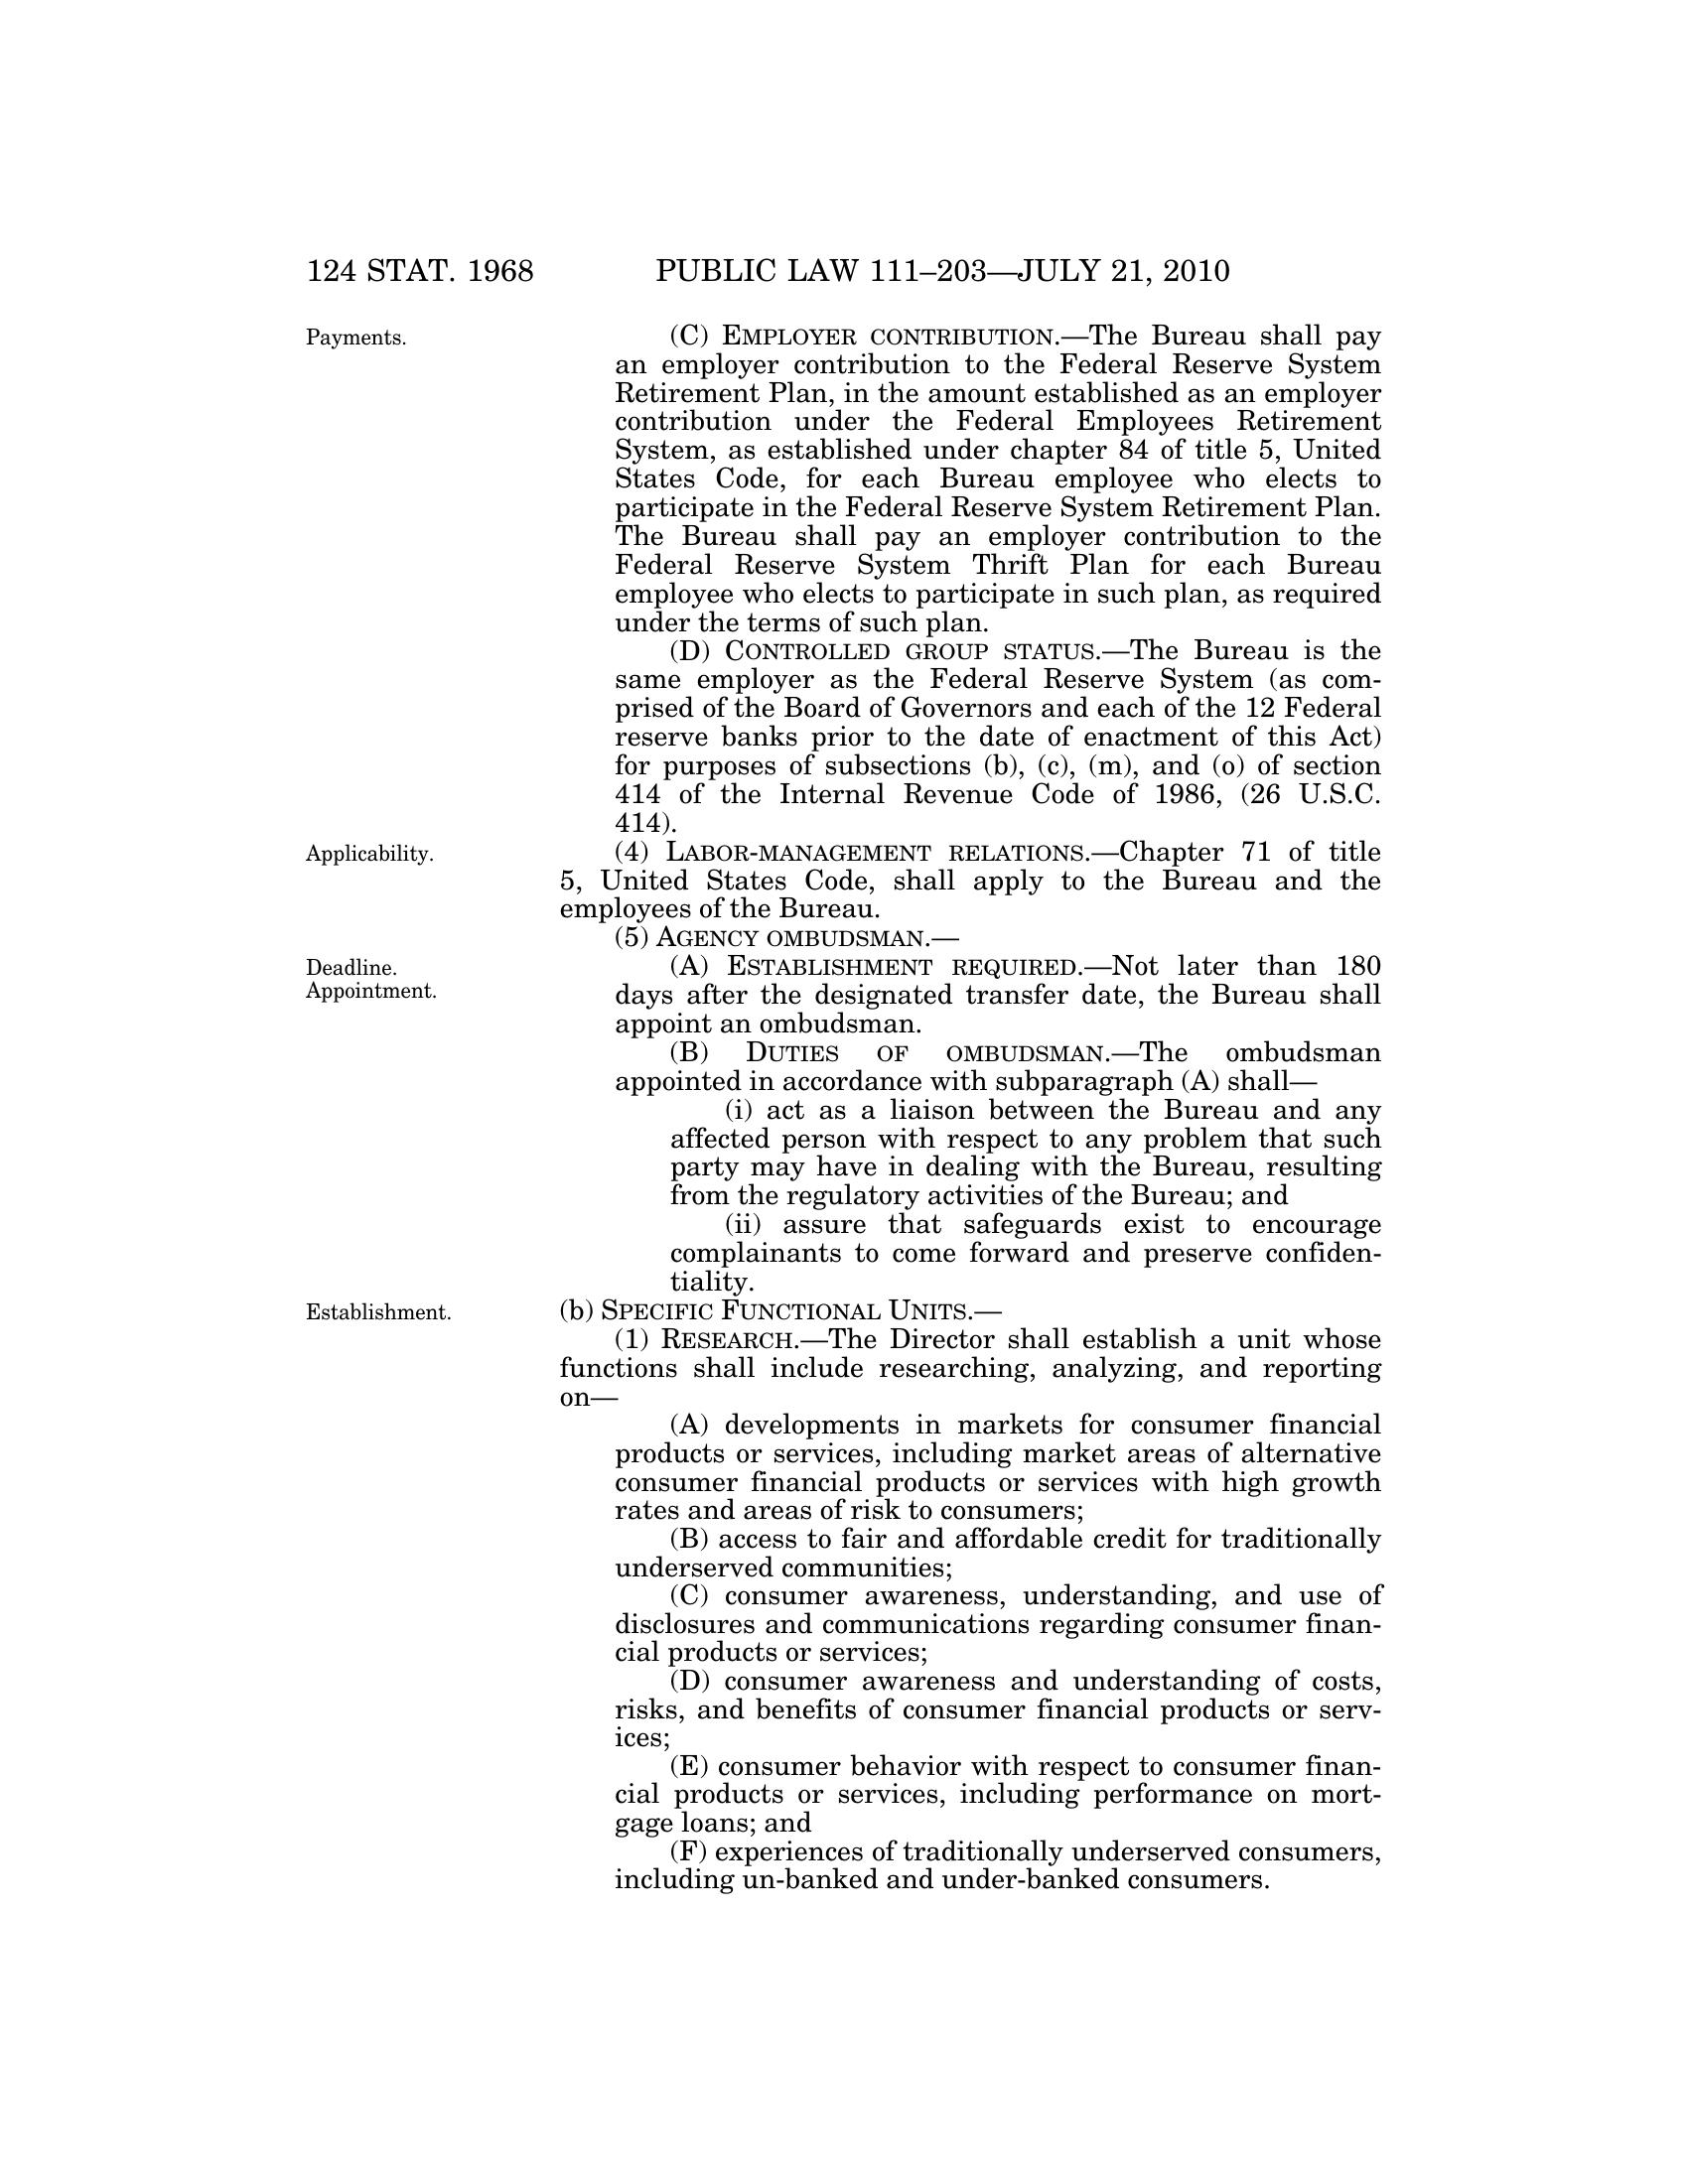 124 STAT. 1968 PUBLIC LAW 111–203—JULY 21, 2010
Payments.
(C) EMPLOYER CONTRIBUTION.—The Bureau shall pay
an employer contribution to the Federal Reserve System
Retirement Plan, in the amount established as an employer
contribution under the Federal Employees Retirement
System, as established under chapter 84 of title 5, United
States Code, for each Bureau employee who elects to
participate in the Federal Reserve System Retirement Plan.
The Bureau shall pay an employer contribution to the
Federal Reserve System Thrift Plan for each Bureau
employee who elects to participate in such plan, as required
under the terms of such plan.
(D) CONTROLLED GROUP STATUS.—The Bureau is the
same employer as the Federal Reserve System (as com-
prised of the Board of Governors and each of the 12 Federal
reserve banks prior to the date of enactment of this Act)
for purposes of subsections (b), (c), (m), and (o) of section
414 of the Internal Revenue Code of 1986, (26 U.S.C.
414).
Applicability.
(4) LABOR-MANAGEMENT RELATIONS.—Chapter 71 of title
5, United States Code, shall apply to the Bureau and the
employees of the Bureau.
(5) AGENCY OMBUDSMAN.—
Deadline.
Appointment.
(A) ESTABLISHMENT REQUIRED.—Not later than 180
days after the designated transfer date, the Bureau shall
appoint an ombudsman.
(B) DUTIES OF OMBUDSMAN.—The ombudsman
appointed in accordance with subparagraph (A) shall—
(i) act as a liaison between the Bureau and any
affected person with respect to any problem that such
party may have in dealing with the Bureau, resulting
from the regulatory activities of the Bureau; and
(ii) assure that safeguards exist to encourage
complainants to come forward and preserve confiden-
tiality.
Establishment.
(b) SPECIFIC FUNCTIONAL UNITS.—
(1) RESEARCH.—The Director shall establish a unit whose
functions shall include researching, analyzing, and reporting
on—
(A) developments in markets for consumer financial
products or services, including market areas of alternative
consumer financial products or services with high growth
rates and areas of risk to consumers;
(B) access to fair and affordable credit for traditionally
underserved communities;
(C) consumer awareness, understanding, and use of
disclosures and communications regarding consumer finan-
cial products or services;
(D) consumer awareness and understanding of costs,
risks, and benefits of consumer financial products or serv-
ices;
(E) consumer behavior with respect to consumer finan-
cial products or services, including performance on mort-
gage loans; and
(F) experiences of traditionally underserved consumers,
including un-banked and under-banked consumers.